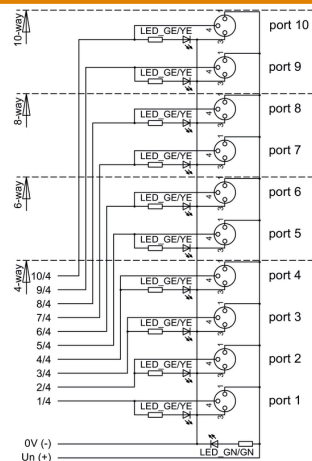 10-way
LED_GE/YE
1
4
3
port 10
LED_GE/YE
1
4
3
port 9
8-way
LED_GE/YE
1
4
3
port 8
LED_GE/YE
1
4
3
port 7
6-way
LED_GE/YE
1
4
3
port 6
LED_GE/YE
1
4
3
port 5
4-way
10/4
LED_GE/YE
1
4
3
port 4
9/4
8/4
7/4
LED_GE/YE
1
4
3
port 3
6/4
5/4
4/4
LED_GE/YE
1
4
3
port 2
3/4
2/4
1/4
LED_GE/YE
1
4
3
port 1
0V (-)
LED_GN/GN
Un (+)